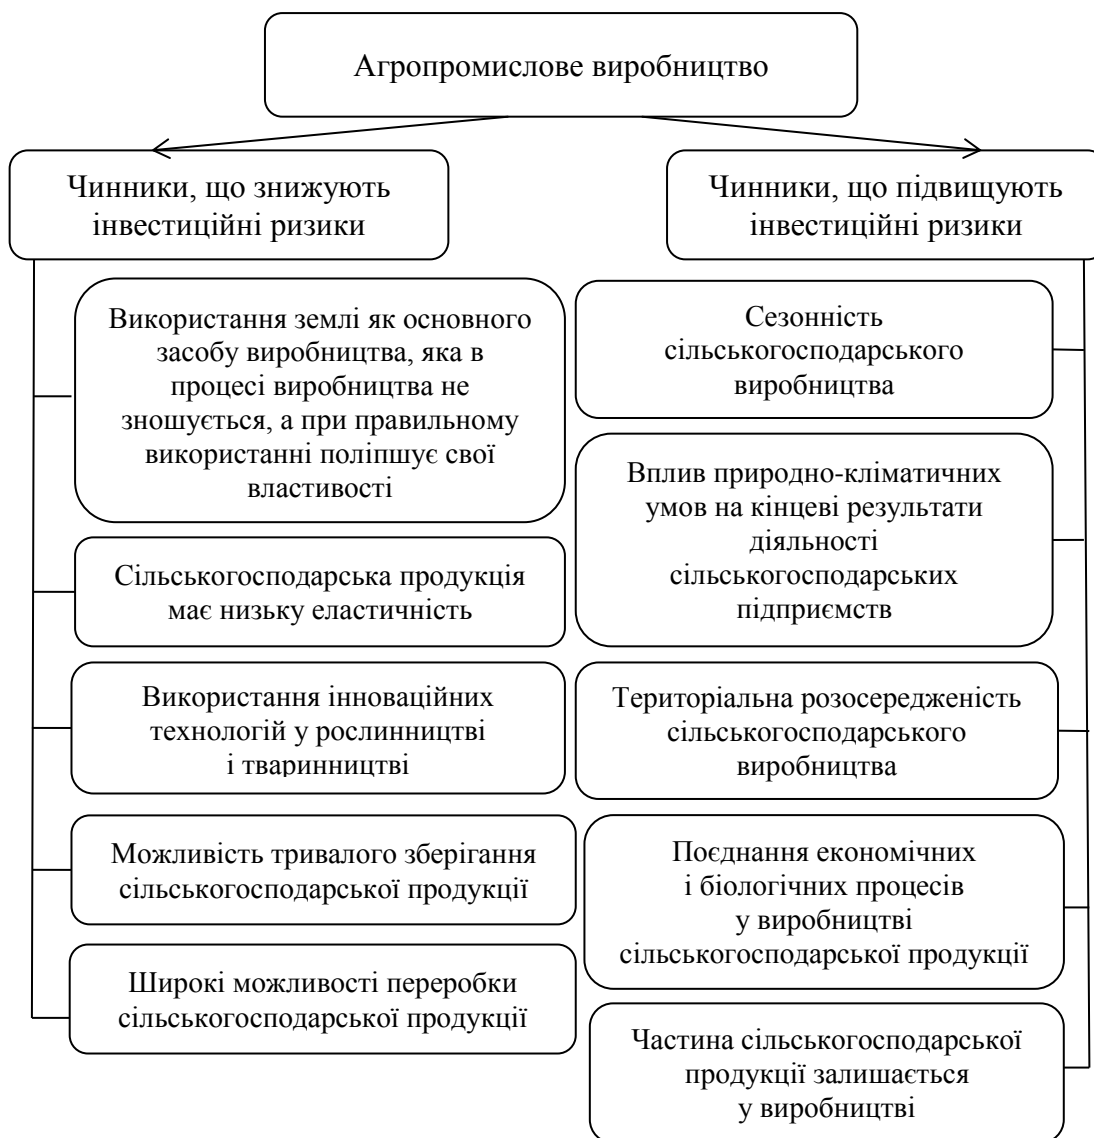 Агропромислове виробництво
Чинники, що знижують
інвестиційні ризики
Використання землі як основного
засобу виробництва, яка в
процесі виробництва не
зношується, а при правильному
використанні поліпшує свої
властивості
Сільськогосподарська продукція
має низьку еластичність
Використання інноваційних
технологій у рослинництві
і тваринництві
Можливість тривалого зберігання
сільськогосподарської продукції
Широкі можливості переробки
сільськогосподарської продукції
Чинники, що підвищують
інвестиційні ризики
Сезонність
сільськогосподарського
виробництва
Вплив природно-кліматичних
умов на кінцеві результати
діяльності
сільськогосподарських
підприємств
Територіальна розосередженість
сільськогосподарського
виробництва
Поєднання економічних
і біологічних процесів
у виробництві
сільськогосподарської продукції
Частина сільськогосподарської
продукції залишається
у виробництві